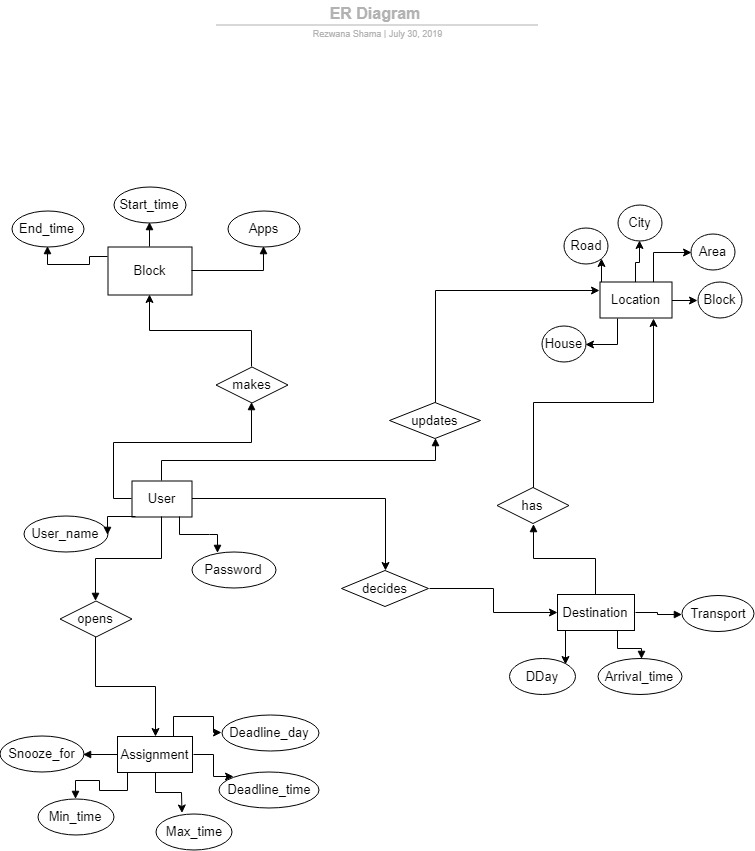 ER Diagram
Rezwana Shama | July 30, 2019
Start_time
End_time
Apps
Block
City
Road
Area
Location
Block
House
makes
updates
User
has
User_name
Password
decides
opens
Destination
Transport
DDay
Arrival_time
Deadline_day
Snooze_for
Assignment
Deadline_time
Min_time
Max_time